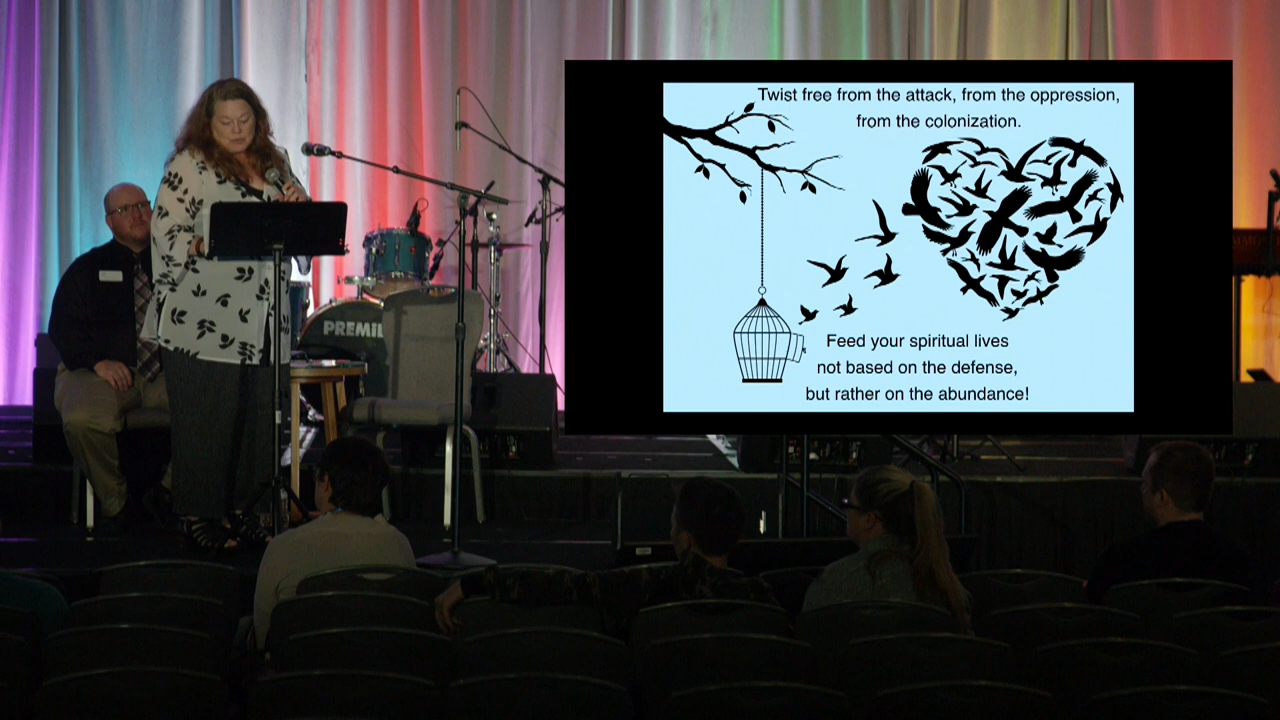 Twist free from the attack, from the oppression,
from the colonization.
Feed your spiritual lives
not based on the defense,
but rather on the abundance!